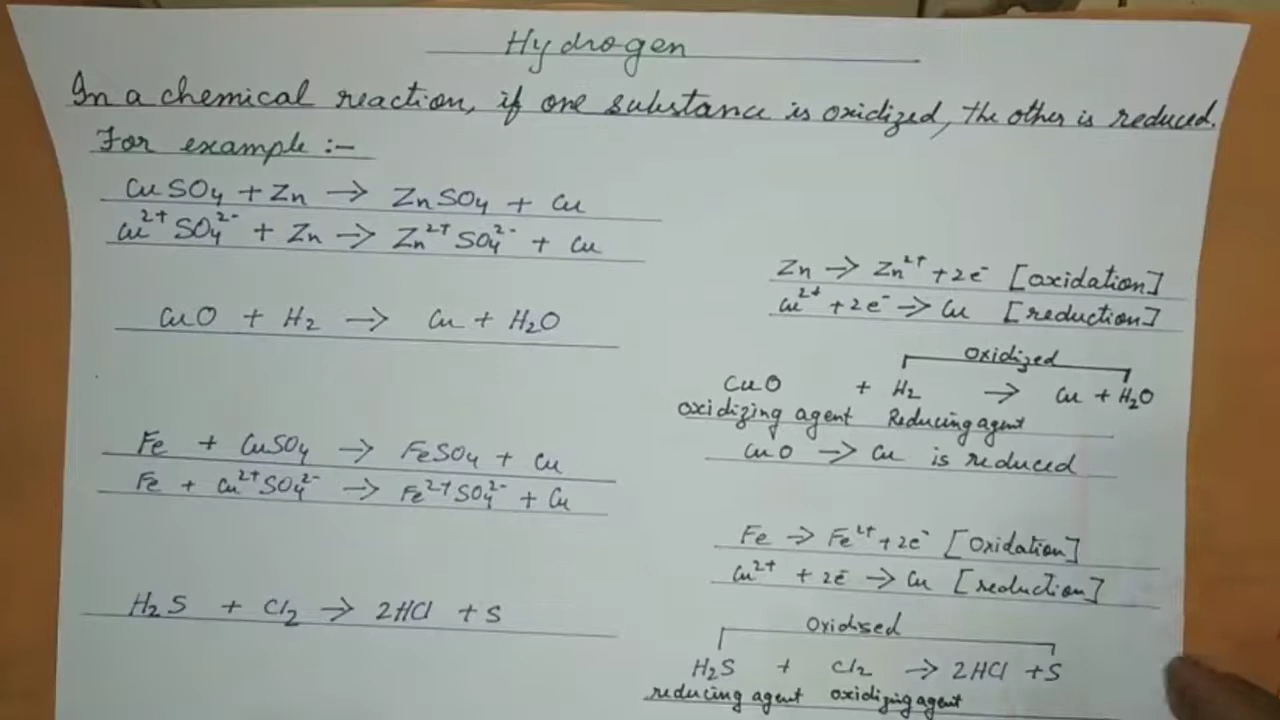 Hydrogen
In a chemical reaction, if one substance is oxidized, the other is reduced.
For example :-
CuSO4 + Zn → ZnSO4 + Cu
Cu²⁺ SO4²⁻ + Zn → Zn²⁺ SO4²⁻ + Cu
Zn → Zn²⁺ + 2e⁻ [oxidation]
Cu²⁺ + 2e⁻ → Cu [reduction]
CuO + H2 → Cu + H2O
oxidized
CuO + H2 → Cu + H2O
oxidizing agent Reducing agent
CuO → Cu is reduced
Fe + CuSO4 → FeSO4 + Cu
Fe + Cu²⁺SO4²⁻ → Fe²⁺SO4²⁻ + Cu
Fe → Fe²⁺ + 2e⁻ [Oxidation]
Cu²⁺ + 2e⁻ → Cu [reduction]
H2S + Cl2 → 2HCl + S
Oxidised
H2S + Cl2 → 2HCl + S
reducing agent oxidizing agent